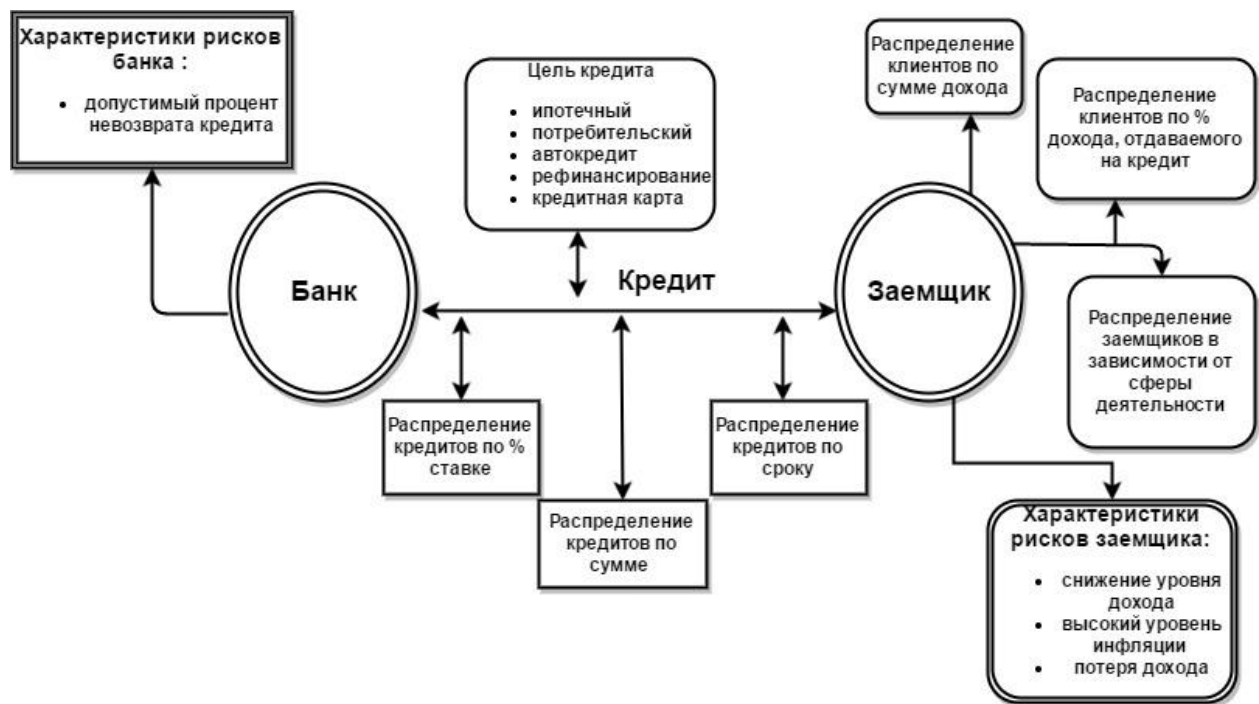 Характеристики рисков
банка :
• допустимый процент
невозврата кредита
Цель кредита
• ипотечный
• потребительский
• автокредит
• рефинансирование
• кредитная карта
Распределение
клиентов по
сумме дохода
Распределение
клиентов по %
дохода, отдаваемого
на кредит
Банк
Кредит
Заемщик
Распределение
заемщиков в
зависимости от
сферы
деятельности
Распределение
кредитов по %
ставке
Распределение
кредитов по
сумме
Распределение
кредитов по
сроку
Характеристики
рисков заемщика:
• снижение уровня
дохода
• высокий уровень
инфляции
• потеря дохода